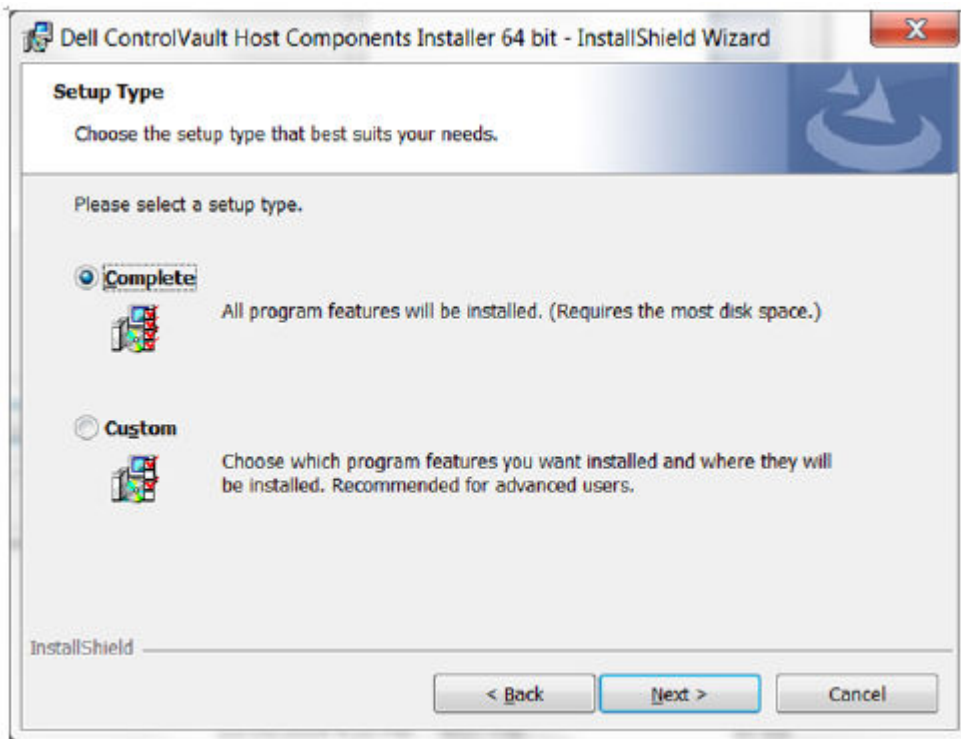 Dell ControlVault Host Components Installer 64 bit - InstallShield Wizard
Setup Type
Choose the setup type that best suits your needs.
Please select a setup type.
Complete
All program features will be installed. (Requires the most disk space.)
Custom
Choose which program features you want installed and where they will
be installed. Recommended for advanced users.
InstallShield
< Back
Next >
Cancel